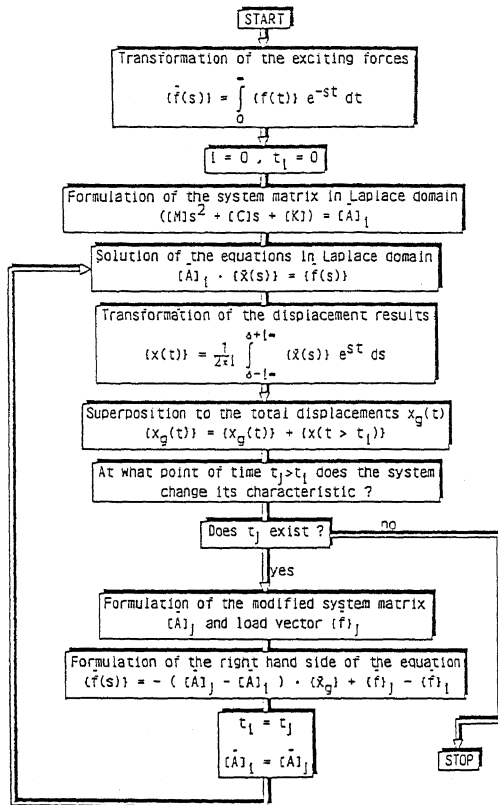 START
Transformation of the exciting forces
{f̄(s)} = ∫₀^∞ {f(t)} e^-st dt
i = 0 , t_i = 0
Formulation of the system matrix in Laplace domain
([M]s² + [C]s + [K]) = [Ā]_i
Solution of the equations in Laplace domain
[Ā]_i · {x̄(s)} = {f̄(s)}
Transformation of the displacement results
{x(t)} = 1/2πi ∫_{s-i∞}^{s+i∞} {x̄(s)} e^st ds
Superposition to the total displacements x_g(t)
{x_g(t)} = {x_g(t)} + {x(t > t_i)}
At what point of time t_j>t_i does the system
change its characteristic ?
Does t_j exist ?
no
yes
Formulation of the modified system matrix
[Ā]_j and load vector {f̄}_j
Formulation of the right hand side of the equation
{f̄(s)} = - ( [Ā]_j - [Ā]_i ) · {x̄_g} + {f̄}_j - {f̄}_i
t_i = t_j
[Ā]_i = [Ā]_j
STOP